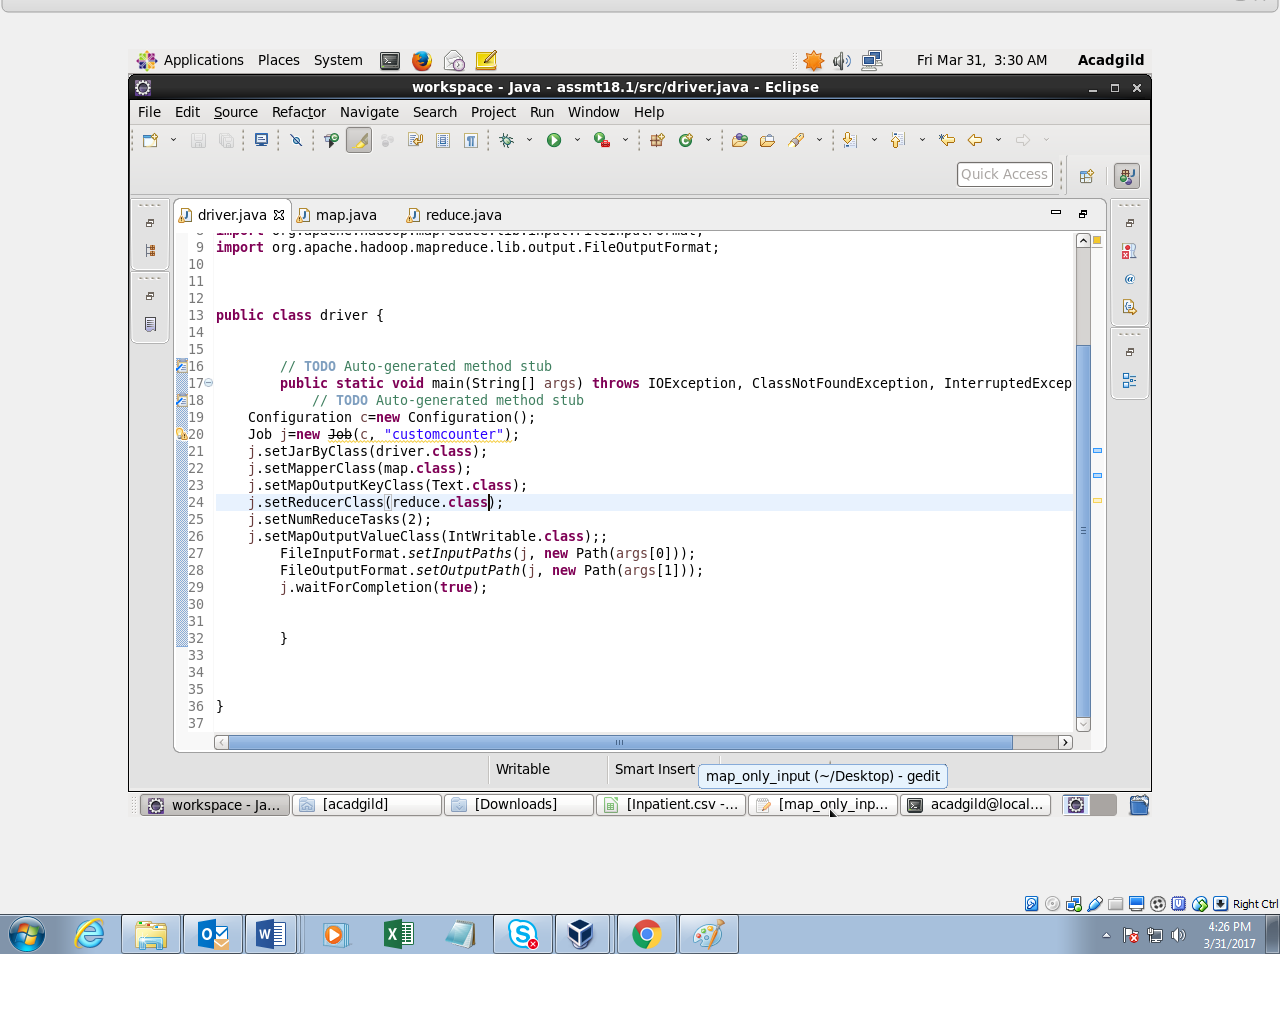 Applications Places System Fri Mar 31, 3:30 AM Acadgild
workspace - Java - assmt18.1/src/driver.java - Eclipse
File Edit Source Refactor Navigate Search Project Run Window Help
Quick Access
driver.java map.java reduce.java
8 import org.apache.hadoop.mapreduce.lib.input.FileInputFormat;
9 import org.apache.hadoop.mapreduce.lib.output.FileOutputFormat;
10
11
12
13 public class driver {
14
15
16 // TODO Auto-generated method stub
17 public static void main(String[] args) throws IOException, ClassNotFoundException, InterruptedExcep
18 // TODO Auto-generated method stub
19 Configuration c=new Configuration();
20 Job j=new Job(c, "customcounter");
21 j.setJarByClass(driver.class);
22 j.setMapperClass(map.class);
23 j.setMapOutputKeyClass(Text.class);
24 j.setReducerClass(reduce.class);
25 j.setNumReduceTasks(2);
26 j.setMapOutputValueClass(IntWritable.class);;
27 FileInputFormat.setInputPaths(j, new Path(args[0]));
28 FileOutputFormat.setOutputPath(j, new Path(args[1]));
29 j.waitForCompletion(true);
30
31
32 }
33
34
35
36 }
37
Writable Smart Insert
map_only_input (~/Desktop) - gedit
workspace - Ja... [acadgild] [Downloads] [Inpatient.csv -... [map_only_inp... acadgild@local...
Right Ctrl
4:26 PM
3/31/2017